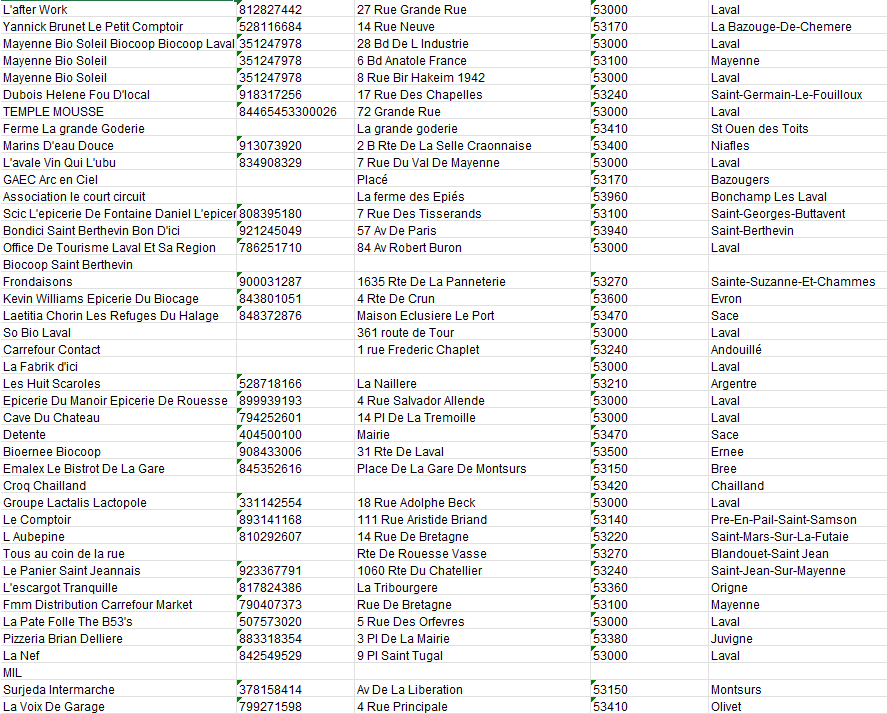 L'after Work 812827442 27 Rue Grande Rue 53000 Laval
Yannick Brunet Le Petit Comptoir 528116684 14 Rue Neuve 53170 La Bazouge-De-Chemere
Mayenne Bio Soleil Biocoop Biocoop Laval 351247978 28 Bd De L Industrie 53000 Laval
Mayenne Bio Soleil 351247978 6 Bd Anatole France 53100 Mayenne
Mayenne Bio Soleil 351247978 8 Rue Bir Hakeim 1942 53000 Laval
Dubois Helene Fou D'local 918317256 17 Rue Des Chapelles 53240 Saint-Germain-Le-Fouilloux
TEMPLE MOUSSE 84465453300026 72 Grande Rue 53000 Laval
Ferme La grande Goderie La grande goderie 53410 St Ouen des Toits
Marins D'eau Douce 913073920 2 B Rte De La Selle Craonnaise 53400 Niafles
L'avale Vin Qui L'ubu 834908329 7 Rue Du Val De Mayenne 53000 Laval
GAEC Arc en Ciel Placé 53170 Bazougers
Association le court circuit La ferme des Epiés 53960 Bonchamp Les Laval
Scic L'epicerie De Fontaine Daniel L'epicer 808395180 7 Rue Des Tisserands 53100 Saint-Georges-Buttavent
Bondici Saint Berthevin Bon D'ici 921245049 57 Av De Paris 53940 Saint-Berthevin
Office De Tourisme Laval Et Sa Region 786251710 84 Av Robert Buron 53000 Laval
Biocoop Saint Berthevin
Frondaisons 900031287 1635 Rte De La Panneterie 53270 Sainte-Suzanne-Et-Chammes
Kevin Williams Epicerie Du Biocage 843801051 4 Rte De Crun 53600 Evron
Laetitia Chorin Les Refuges Du Halage 848372876 Maison Eclusiere Le Port 53470 Sace
So Bio Laval 361 route de Tour 53000 Laval
Carrefour Contact 1 rue Frederic Chaplet 53240 Andouillé
La Fabrik d'ici 53000 Laval
Les Huit Scaroles 528718166 La Naillere 53210 Argentre
Epicerie Du Manoir Epicerie De Rouesse 899939193 4 Rue Salvador Allende 53000 Laval
Cave Du Chateau 794252601 14 Pl De La Tremoille 53000 Laval
Detente 404500100 Mairie 53470 Sace
Bioernee Biocoop 908433006 31 Rte De Laval 53500 Ernee
Emalex Le Bistrot De La Gare 845352616 Place De La Gare De Montsurs 53150 Bree
Croq Chailland 53420 Chailland
Groupe Lactalis Lactopole 331142554 18 Rue Adolphe Beck 53000 Laval
Le Comptoir 893141168 111 Rue Aristide Briand 53140 Pre-En-Pail-Saint-Samson
L Aubepine 810292607 14 Rue De Bretagne 53220 Saint-Mars-Sur-La-Futaie
Tous au coin de la rue Rte De Rouesse Vasse 53270 Blandouet-Saint Jean
Le Panier Saint Jeannais 923367791 1060 Rte Du Chatellier 53240 Saint-Jean-Sur-Mayenne
L'escargot Tranquille 817824386 La Tribourgere 53360 Origne
Fmm Distribution Carrefour Market 790407373 Rue De Bretagne 53100 Mayenne
La Pate Folle The B53's 507573020 5 Rue Des Orfevres 53000 Laval
Pizzeria Brian Delliere 883318354 3 Pl De La Mairie 53380 Juvigne
La Nef 842549529 9 Pl Saint Tugal 53000 Laval
MIL
Surjeda Intermarche 378158414 Av De La Liberation 53150 Montsurs
La Voix De Garage 799271598 4 Rue Principale 53410 Olivet